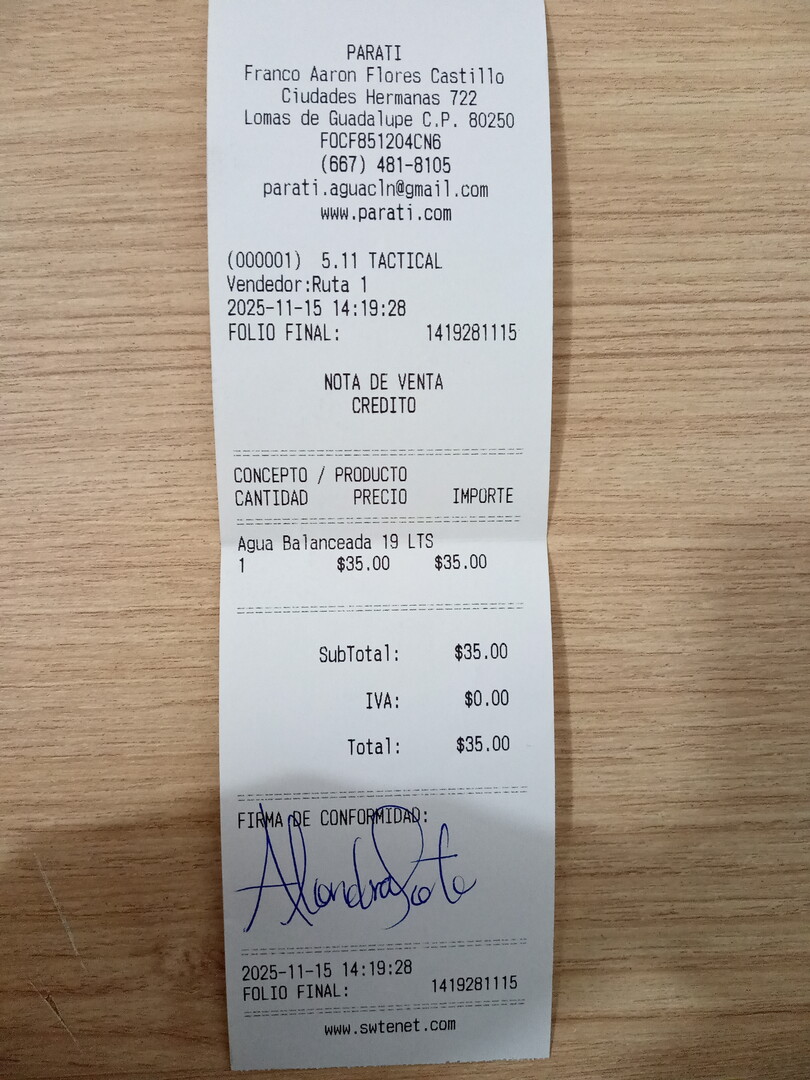 PARATI
Franco Aaron Flores Castillo
Ciudades Hermanas 722
Lomas de Guadalupe C.P. 80250
FOCF851204CN6
(667) 481-8105
parati.aguacln@gmail.com
www.parati.com
(000001) 5.11 TACTICAL
Vendedor:Ruta 1
2025-11-15 14:19:28
FOLIO FINAL: 1419281115
NOTA DE VENTA
CREDITO
CONCEPTO / PRODUCTO
CANTIDAD PRECIO IMPORTE
Agua Balanceada 19 LTS
1 $35.00 $35.00
SubTotal: $35.00
IVA: $0.00
Total: $35.00
FIRMA DE CONFORMIDAD:
2025-11-15 14:19:28
FOLIO FINAL: 1419281115
www.swtenet.com